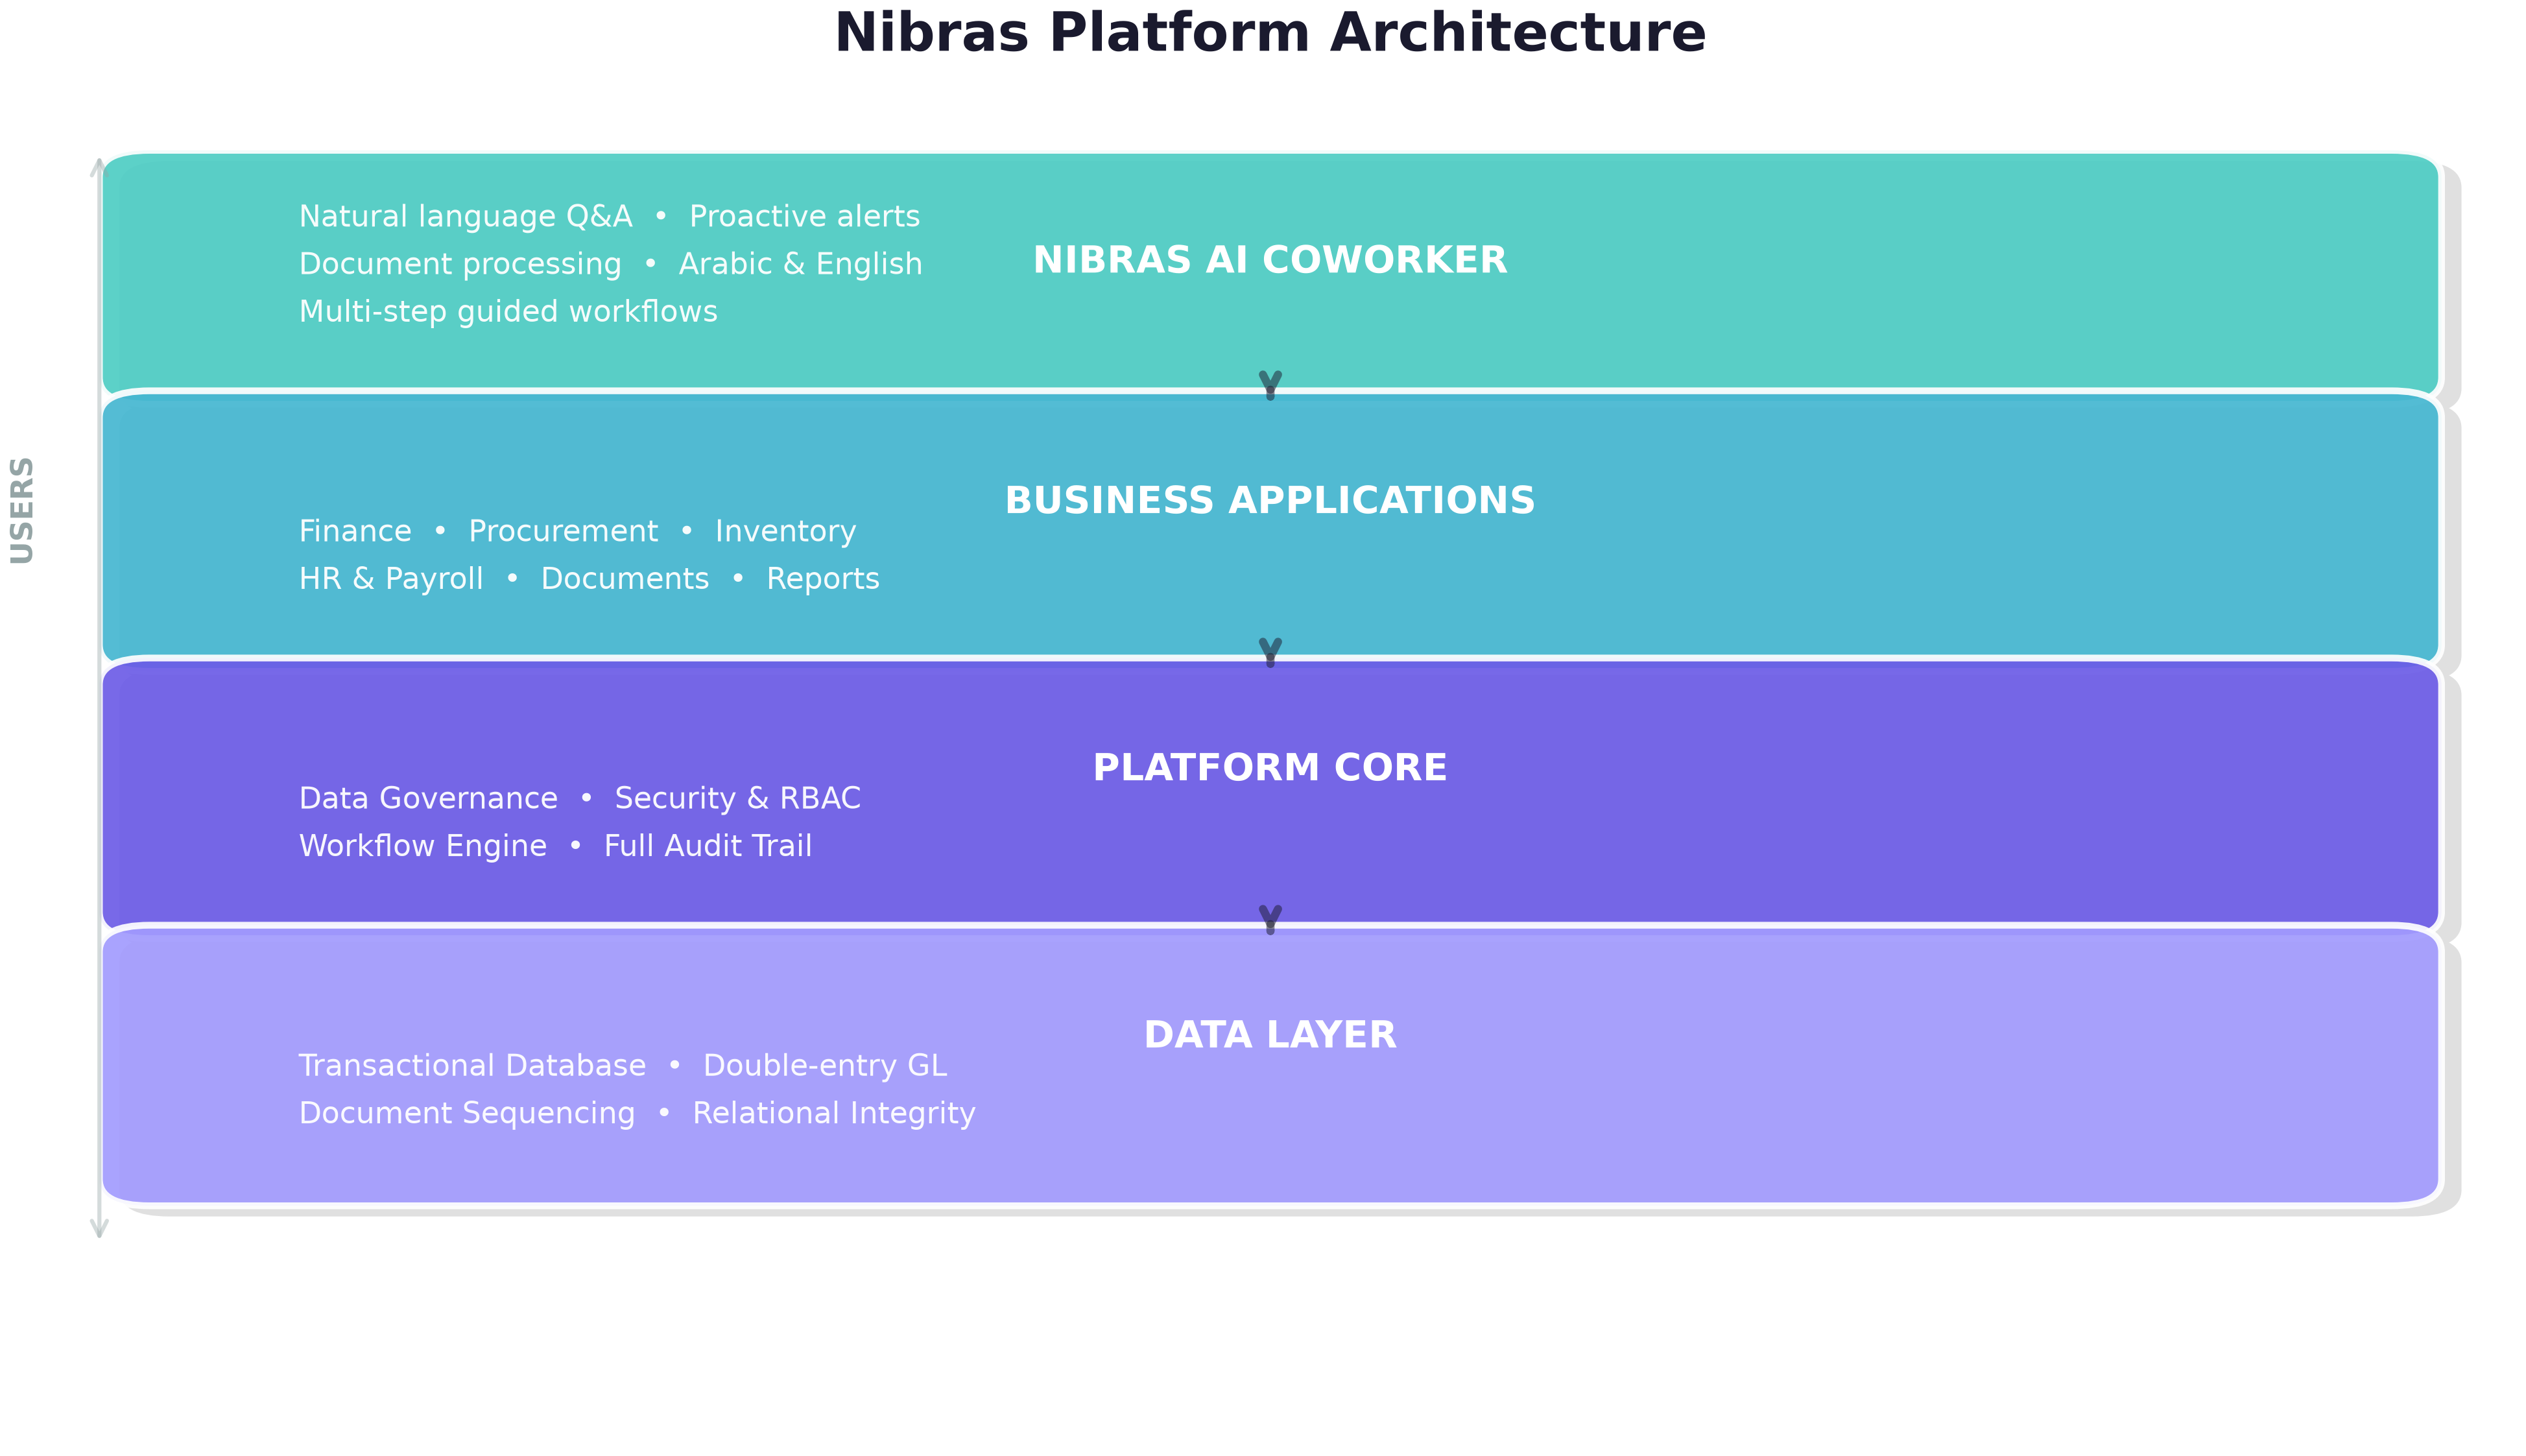 Nibras Platform Architecture
Natural language Q&A • Proactive alerts
Document processing • Arabic & English
Multi-step guided workflows
NIBRAS AI COWORKER
USERS
BUSINESS APPLICATIONS
Finance • Procurement • Inventory
HR & Payroll • Documents • Reports
PLATFORM CORE
Data Governance • Security & RBAC
Workflow Engine • Full Audit Trail
DATA LAYER
Transactional Database • Double-entry GL
Document Sequencing • Relational Integrity